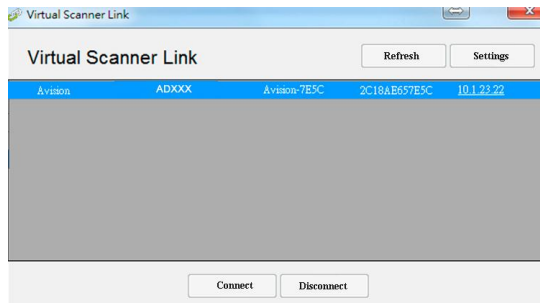 Virtual Scanner Link
Virtual Scanner Link Refresh Settings
Avision ADXXX Avision-7E5C 2C18AE657E5C 10.1.23.22
Connect Disconnect